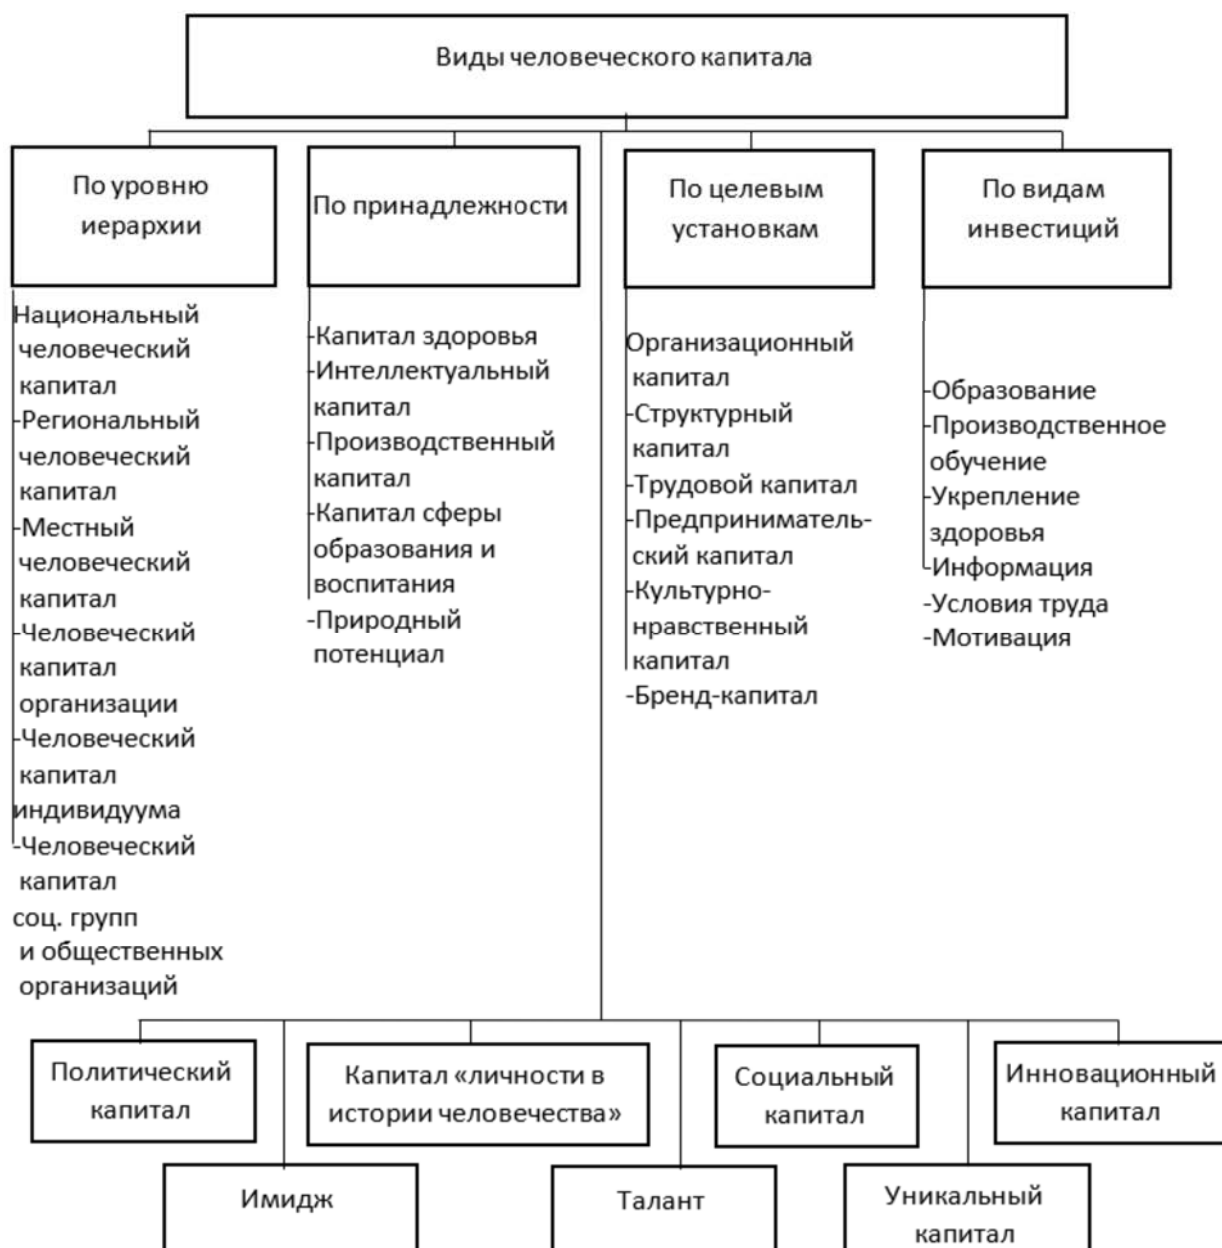 Виды человеческого капитала
По уровню
иерархии
По принадлежности
По целевым
установкам
По видам
инвестиций
Национальный
человеческий
капитал
-Региональный
человеческий
капитал
-Местный
человеческий
капитал
-Человеческий
капитал
организации
-Человеческий
капитал
индивидуума
-Человеческий
капитал
соц. групп
и общественных
организаций
-Капитал здоровья
-Интеллектуальный
капитал
-Производственный
капитал
-Капитал сферы
образования и
воспитания
-Природный
потенциал
Организационный
капитал
-Структурный
капитал
-Трудовой капитал
-Предприниматель-
ский капитал
-Культурно-
нравственный
капитал
-Бренд-капитал
-Образование
-Производственное
обучение
-Укрепление
здоровья
-Информация
-Условия труда
-Мотивация
Политический
капитал
Капитал «личности в
истории человечества»
Социальный
капитал
Инновационный
капитал
Имидж
Талант
Уникальный
капитал